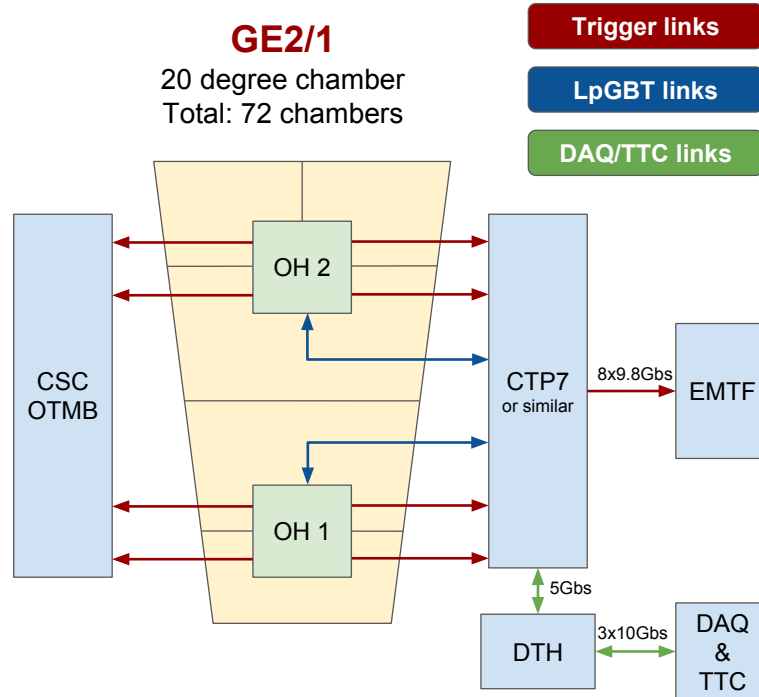 GE2/1
20 degree chamber
Total: 72 chambers
Trigger links
LpGBT links
DAQ/TTC links
OH 2
CSC
OTMB
CTP7
or similar
8x9.8Gbs
EMTF
OH 1
5Gbs
DTH
3x10Gbs
DAQ
&
TTC